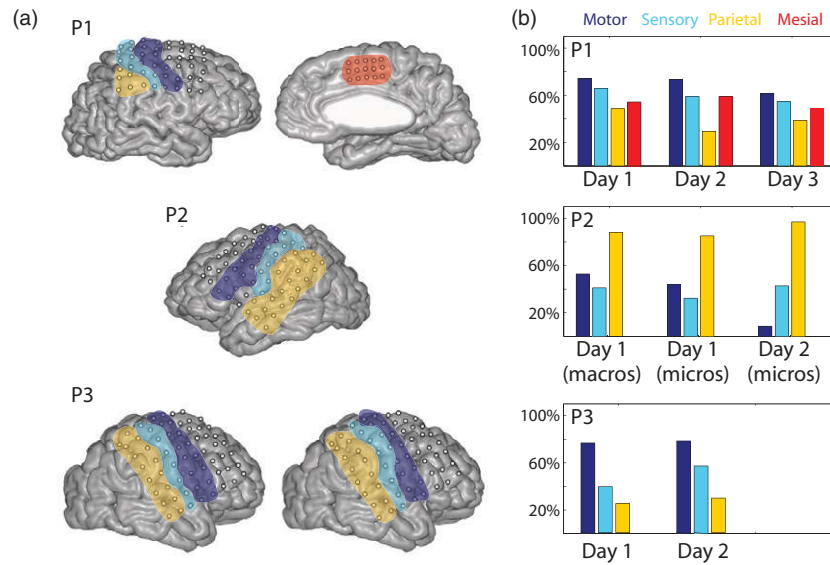 (a)
P1
P2
P3
(b)
Motor Sensory Parietal Mesial
100%
P1
60%
20%
Day 1 Day 2 Day 3
100%
P2
60%
20%
Day 1 Day 1 Day 2
(macros) (micros) (micros)
100%
P3
60%
20%
Day 1 Day 2